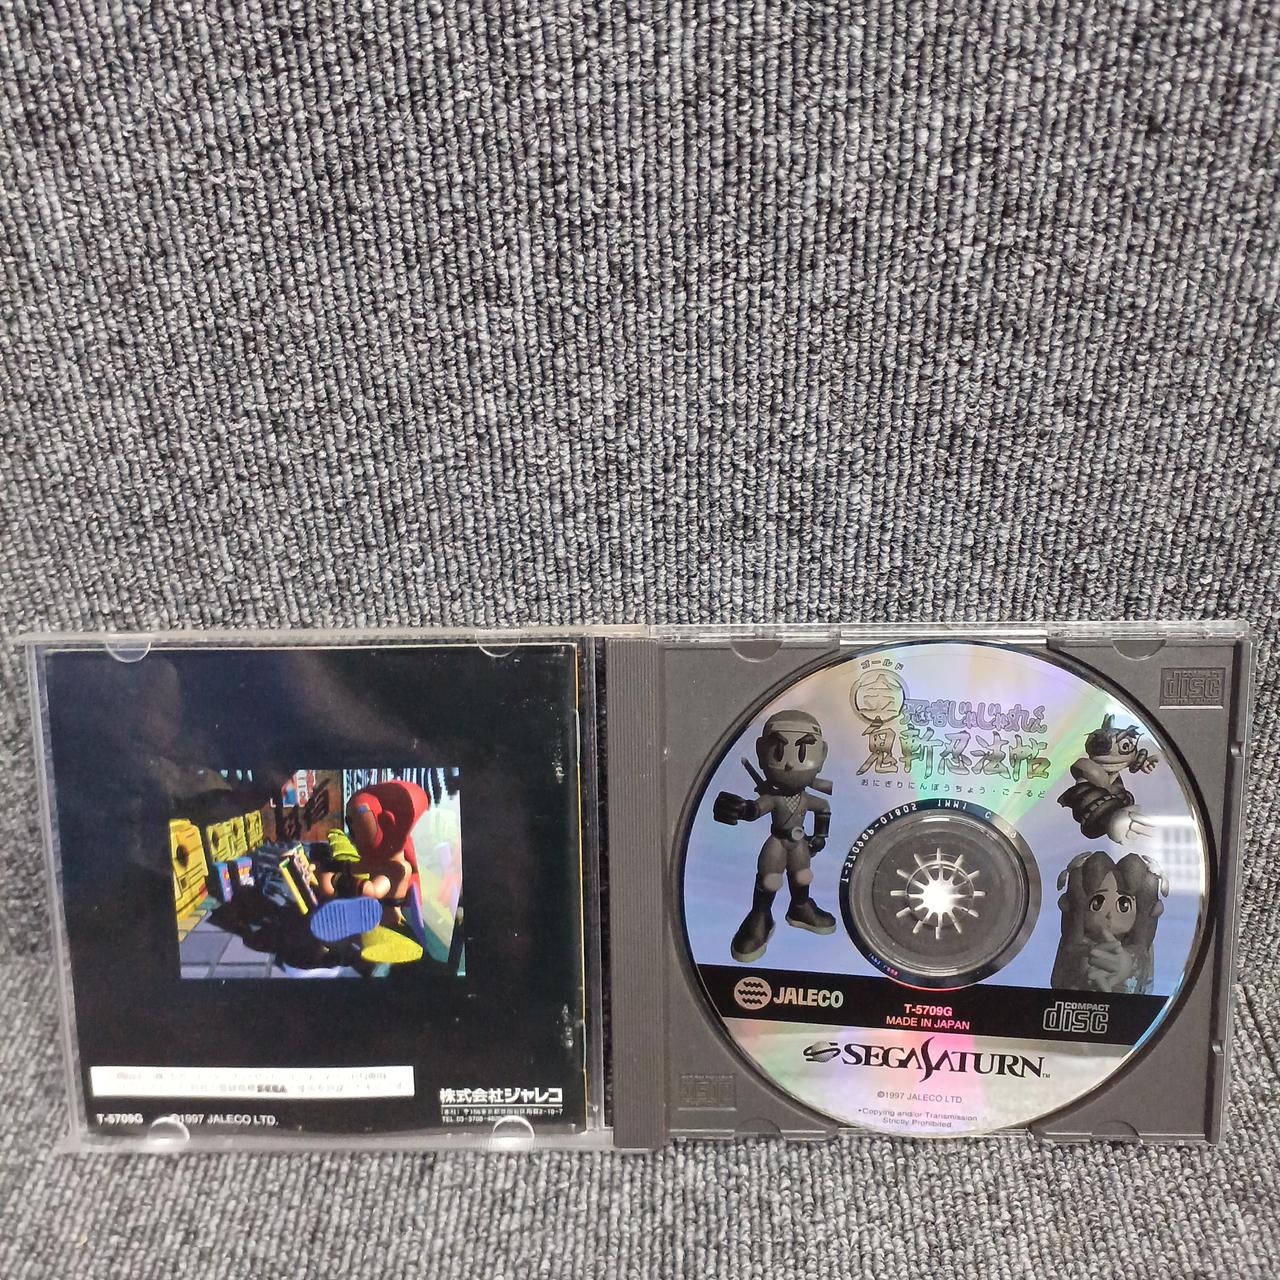 株式会社ジャレコ
T-5709G
©1997 JALECO LTD.
ゴールド
金
忍者じゃじゃ丸くん
鬼斬忍法帖
おにぎりにんぽうちょう・ごーるど
JALECO
T-5709G
MADE IN JAPAN
COMPACT
disc
SEGA SATURN™
©1997 JALECO LTD.
•Copying and/or Transmission
Strictly Prohibited.
disc